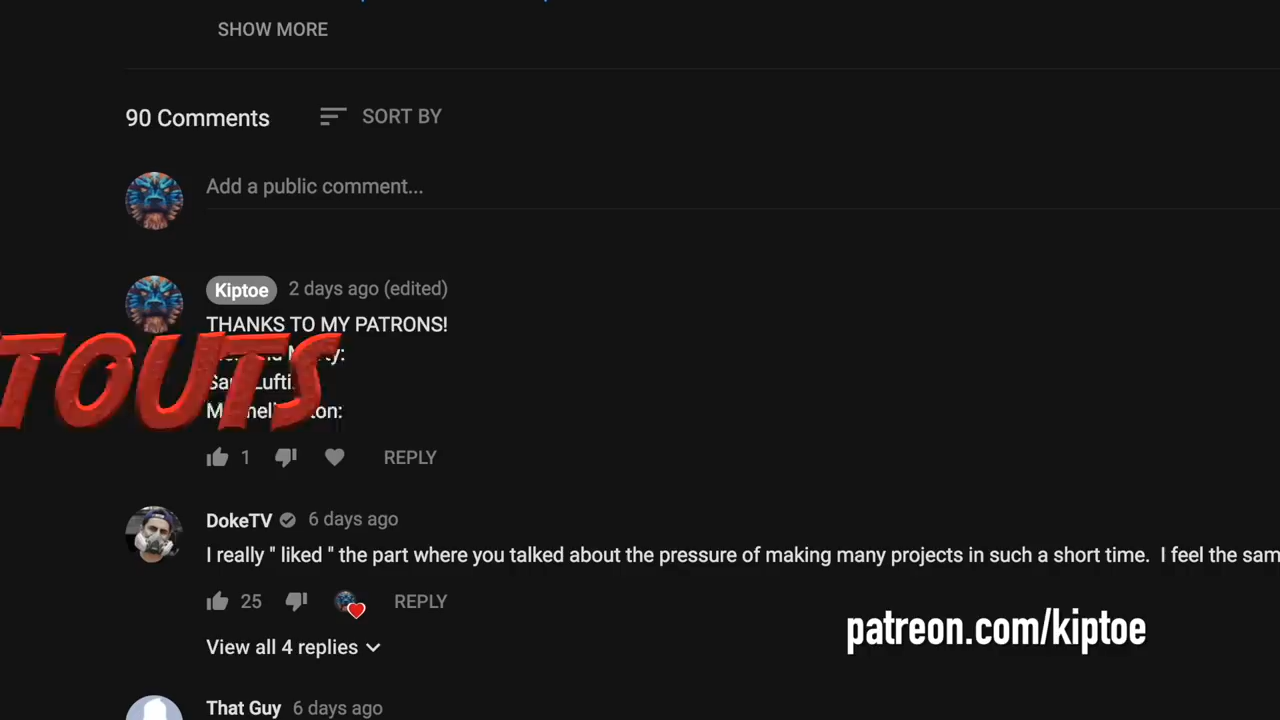 SHOW MORE
90 Comments
SORT BY
Add a public comment...
Kiptoe 2 days ago (edited)
THANKS TO MY PATRONS!
TOUTS
DokeTV 6 days ago
I really " liked " the part where you talked about the pressure of making many projects in such a short time. I feel the sam
1 REPLY
25 REPLY
View all 4 replies
patreon.com/kiptoe
That Guy 6 days ago